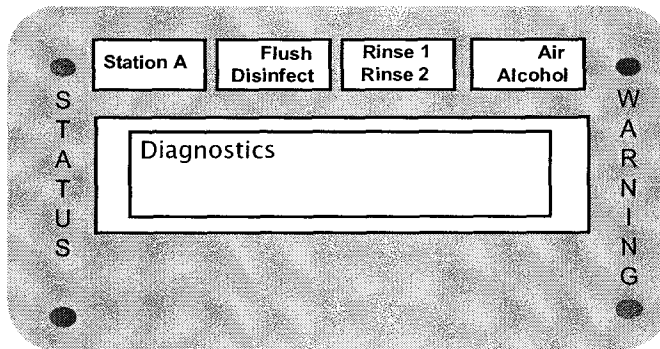 Station A
Flush
Disinfect
Rinse 1
Rinse 2
Air
Alcohol
STATUS
Diagnostics
WARNING